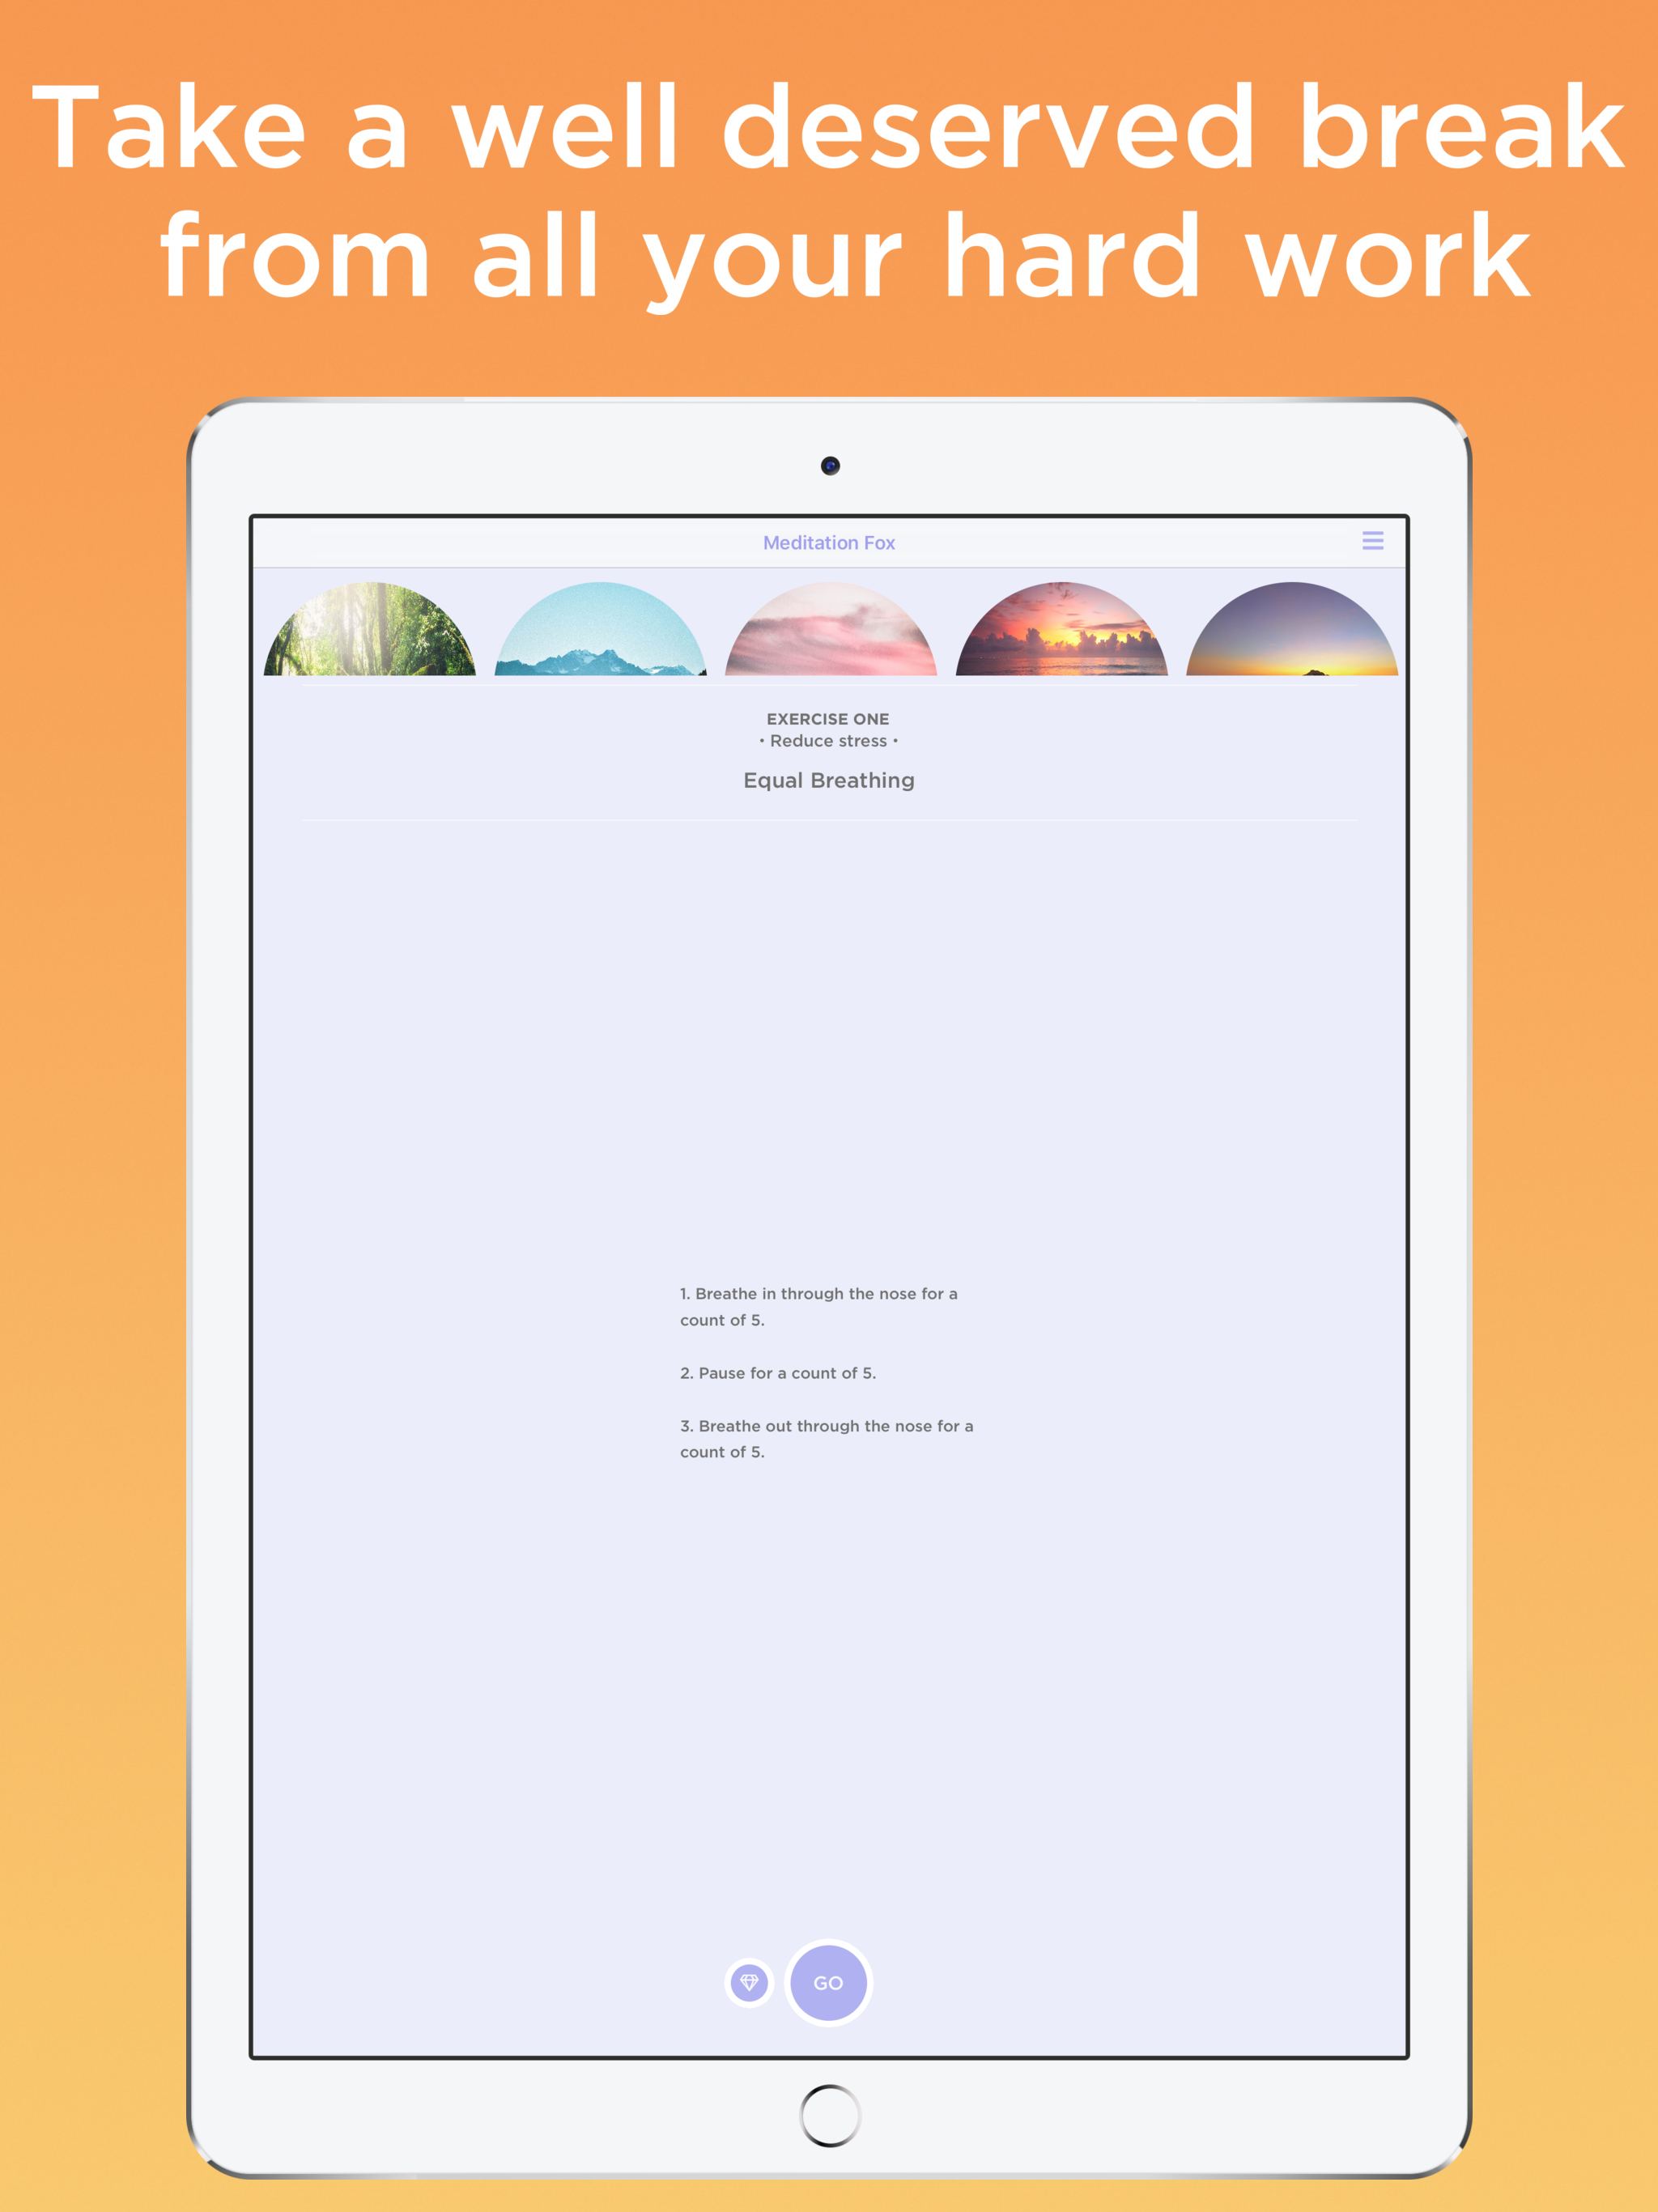 Take a well deserved break
from all your hard work
Meditation Fox
EXERCISE ONE
• Reduce stress •
Equal Breathing
1. Breathe in through the nose for a
count of 5.
2. Pause for a count of 5.
3. Breathe out through the nose for a
count of 5.
GO